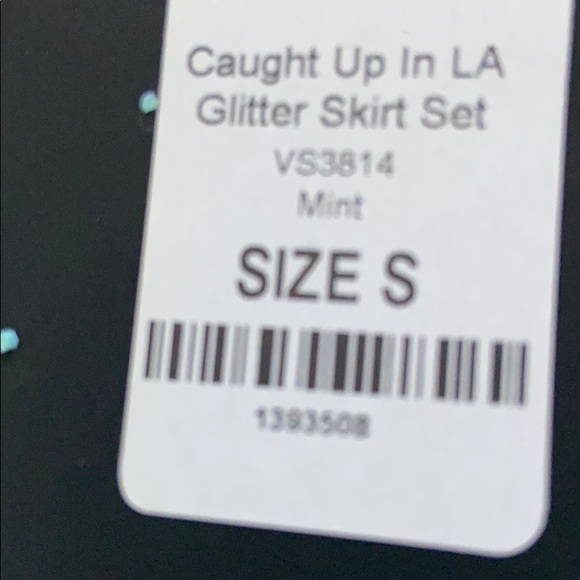 Caught Up In LA
Glitter Skirt Set
VS3814
Mint
SIZE S
1393508